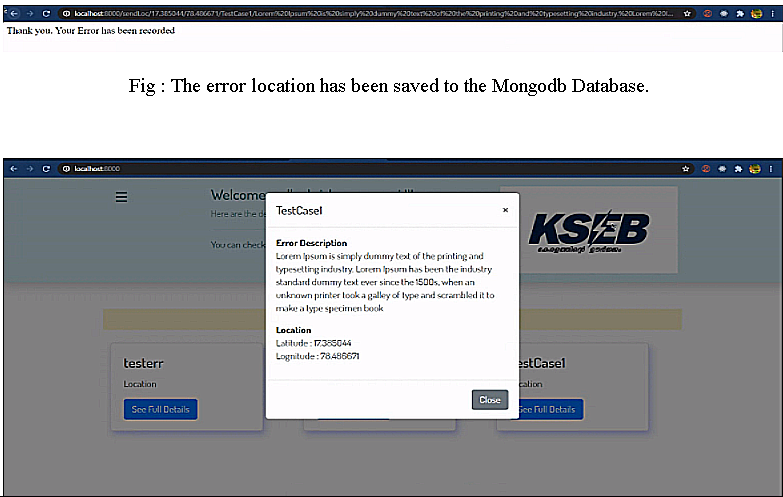 localhost:8000/sendLoc/17.385044/78.486671/TestCase1/Lorem%20Ipsum%20is%20simply%20dummy%20text%20of%20the%20printing%20and%20typesetting%20industry.%20Lorem%20I...
Thank you, Your Error has been recorded
Fig : The error location has been saved to the Mongodb Database.
localhost:8000
Welcome
Here are the de
You can check
KSEB
TestCase1
×
Error Description
Lorem Ipsum is simply dummy text of the printing and
typesetting industry. Lorem Ipsum has been the industry
standard dummy text ever since the 1500s, when an
unknown printer took a galley of type and scrambled it to
make a type specimen book
Location
Latitude : 17.385044
Lognitude : 78.486671
Close
testerr
Location
See Full Details
estCase1
cation
See Full Details